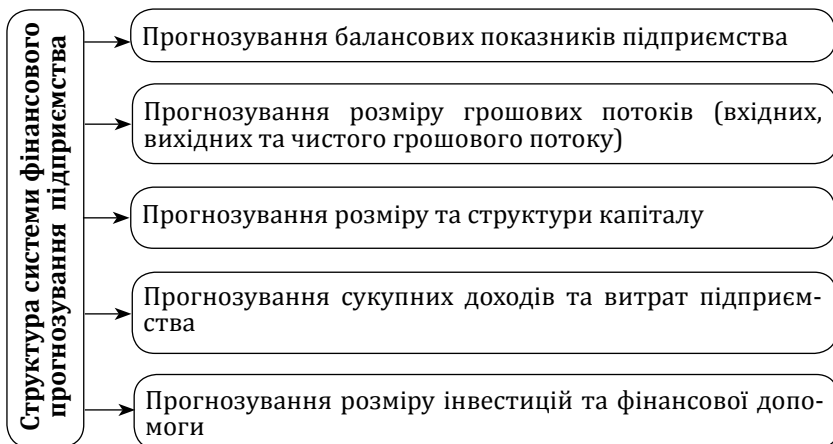 Структура системи фінансового
прогнозування підприємства
Прогнозування балансових показників підприємства
Прогнозування розміру грошових потоків (вхідних,
вихідних та чистого грошового потоку)
Прогнозування розміру та структури капіталу
Прогнозування сукупних доходів та витрат підприєм-
ства
Прогнозування розміру інвестицій та фінансової допо-
моги